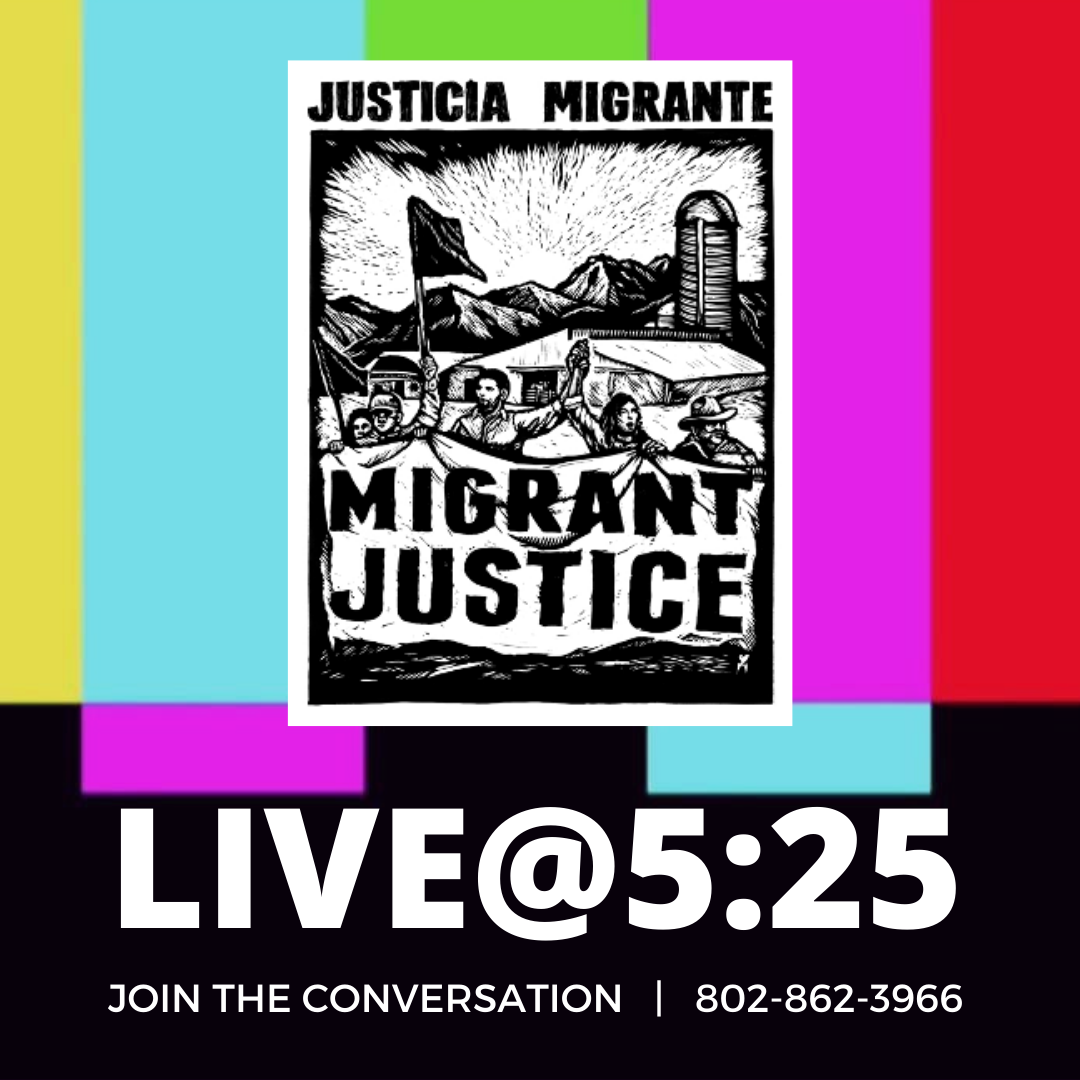 JUSTICIA MIGRANTE
MIGRANT
JUSTICE
LIVE@5:25
JOIN THE CONVERSATION | 802-862-3966